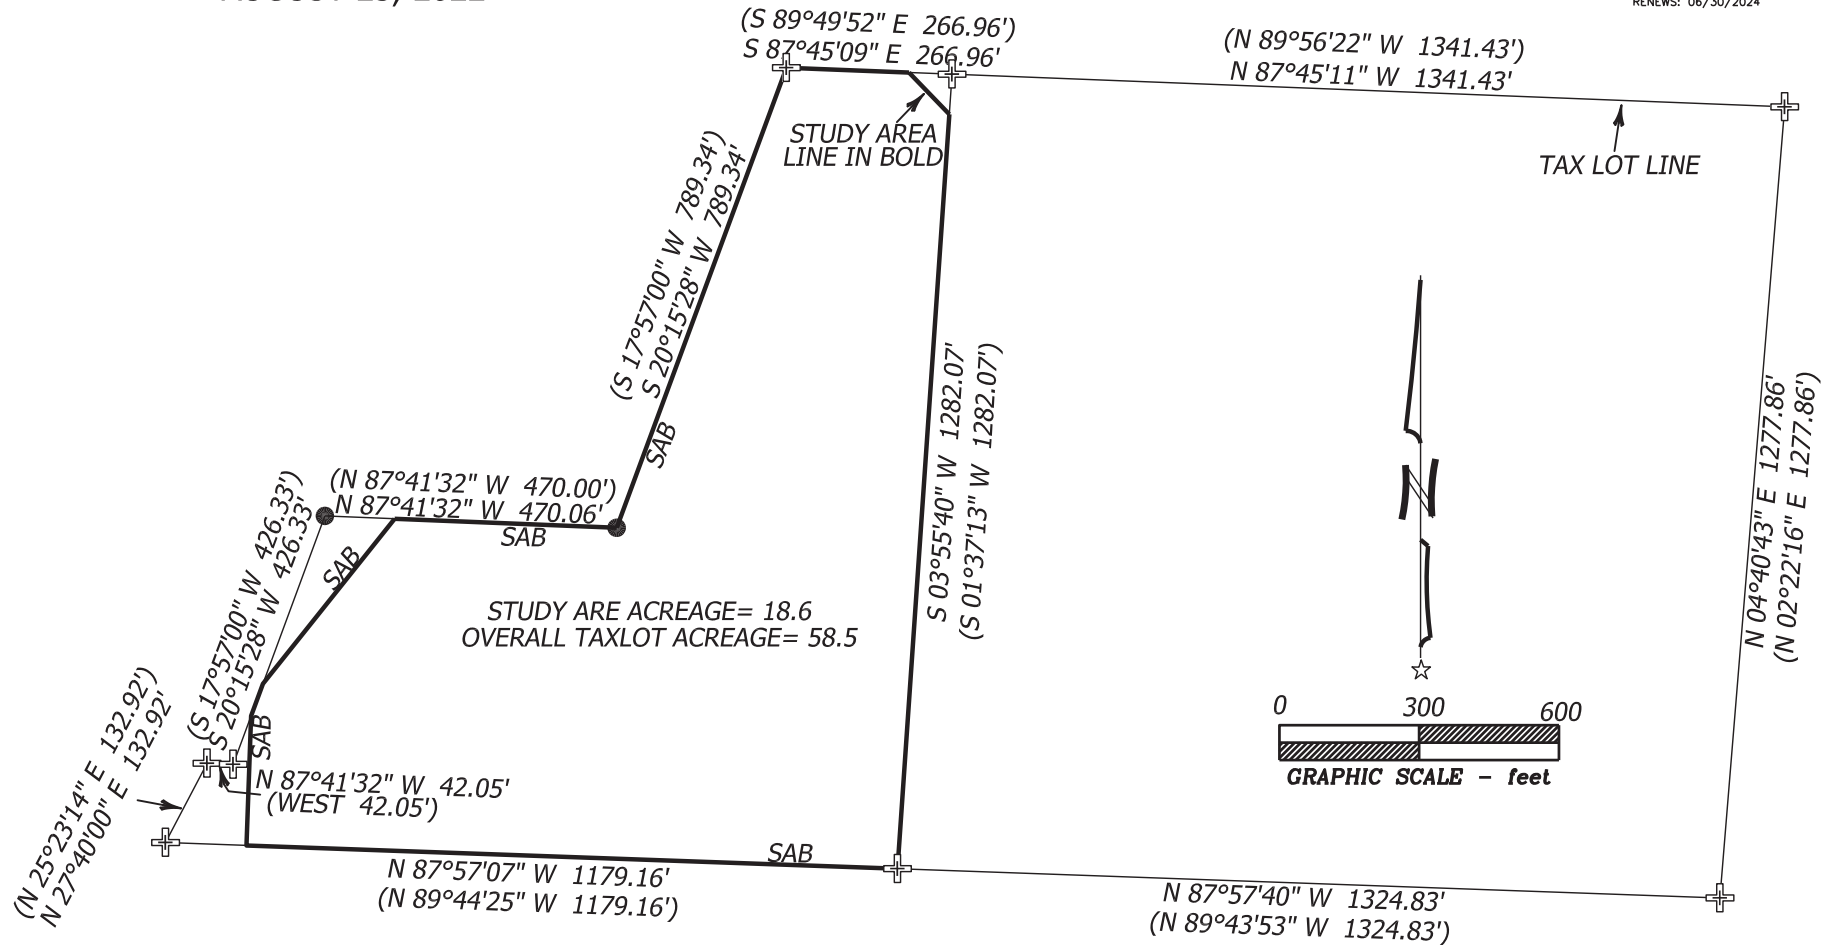 RENEWS: 06/30/2024
(S 89°49'52" E 266.96')
S 87°45'09" E 266.96'
(N 89°56'22" W 1341.43')
N 87°45'11" W 1341.43'
STUDY AREA
LINE IN BOLD
TAX LOT LINE
(S 17°57'00" W 789.34')
S 20°15'28" W 789.34'
SAB
S 03°55'40" W 1282.07'
(S 01°37'13" W 1282.07')
N 04°40'43" E 1277.86'
(N 02°22'16" E 1277.86')
(N 87°41'32" W 470.00')
N 87°41'32" W 470.06'
SAB
SAB
(S 17°57'00" W 426.33')
S 20°15'28" W 426.33'
STUDY ARE ACREAGE= 18.6
OVERALL TAXLOT ACREAGE= 58.5
N
0 300 600
GRAPHIC SCALE - feet
SAB
(N 25°23'14" E 132.92')
N 27°40'00" E 132.92'
N 87°41'32" W 42.05'
(WEST 42.05')
SAB
N 87°57'07" W 1179.16'
(N 89°44'25" W 1179.16')
N 87°57'40" W 1324.83'
(N 89°43'53" W 1324.83')